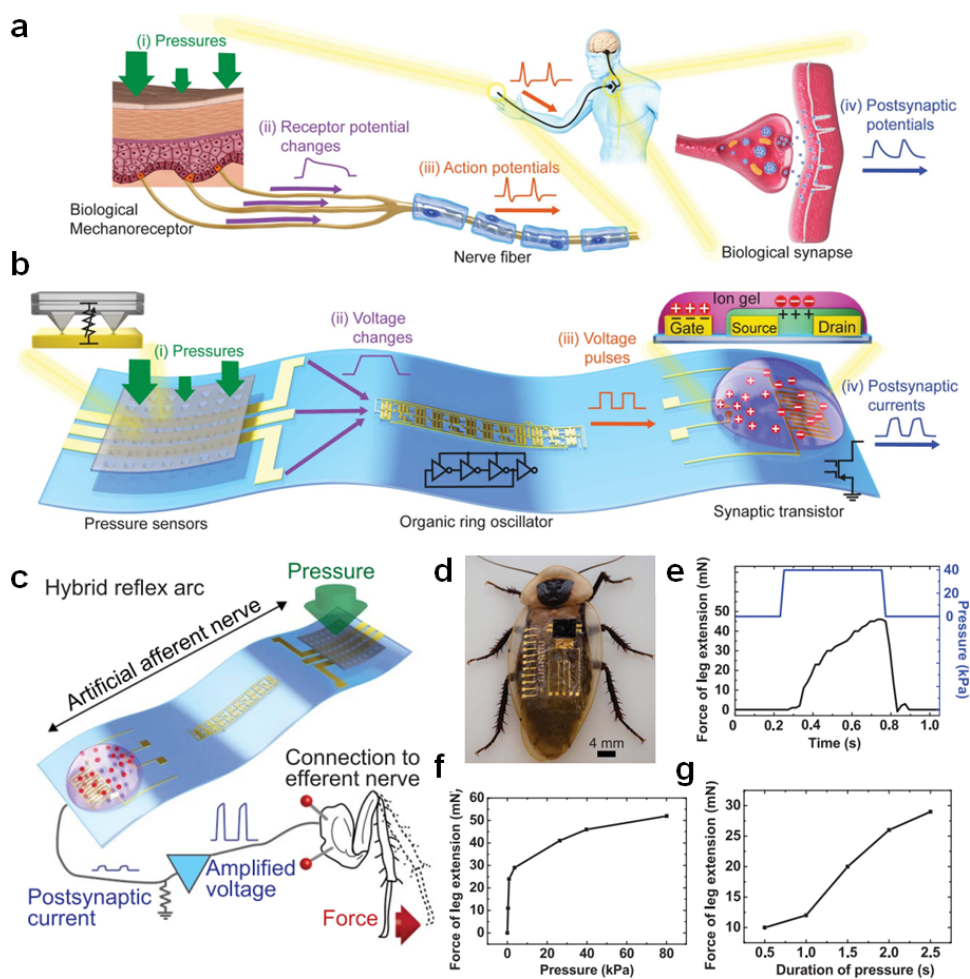 a
(i) Pressures
(ii) Receptor potential
changes
(iii) Action potentials
Biological
Mechanoreceptor
Nerve fiber
(iv) Postsynaptic
potentials
Biological synapse
b
(i) Pressures
(ii) Voltage
changes
(iii) Voltage
pulses
Ion gel
Gate
Source
Drain
(iv) Postsynaptic
currents
Pressure sensors
Organic ring oscillator
Synaptic transistor
c
Hybrid reflex arc
Pressure
Artificial afferent nerve
Connection to
efferent nerve
Amplified
voltage
Postsynaptic
current
Force
d
4 mm
e
Force of leg extension (mN)
50
40
30
20
10
0
0
0.2
0.4
0.6
0.8
1.0
Time (s)
40
20
0
Pressure
(kPa)
f
Force of leg extension (mN)
60
50
40
30
20
10
0
0
20
40
60
80
Pressure (kPa)
g
Force of leg extension (mN)
30
25
20
15
10
0.5
1.0
1.5
2.0
2.5
Duration of pressure (s)